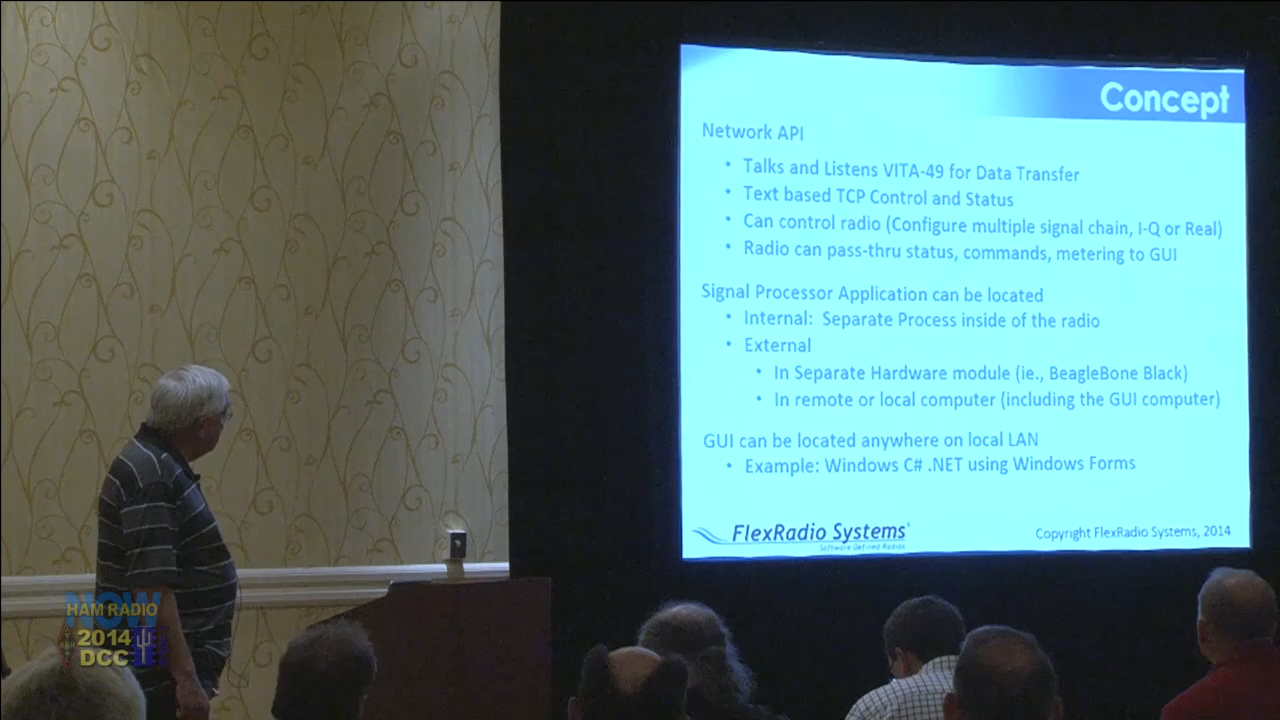 Concept
Network API
• Talks and Listens VITA-49 for Data Transfer
• Text based TCP Control and Status
• Can control radio (Configure multiple signal chain, I-Q or Real)
• Radio can pass-thru status, commands, metering to GUI
Signal Processor Application can be located
• Internal: Separate Process inside of the radio
• External
• In Separate Hardware module (ie., BeagleBone Black)
• In remote or local computer (including the GUI computer)
GUI can be located anywhere on local LAN
• Example: Windows C# .NET using Windows Forms
FlexRadio Systems
Software Defined Radios
Copyright FlexRadio Systems, 2014
NOW
HAM RADIO
2014
DCC